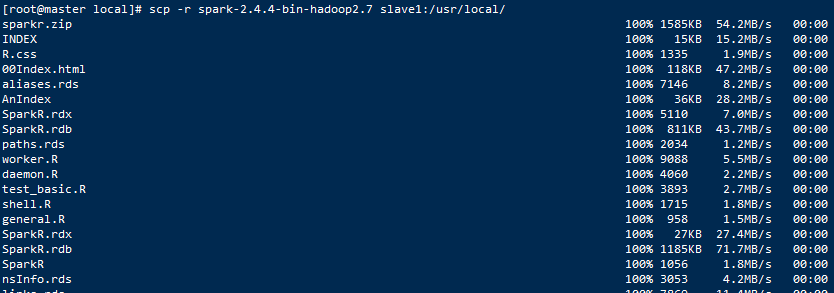 [root@master local]# scp -r spark-2.4.4-bin-hadoop2.7 slave1:/usr/local/
sparkr.zip 100% 1585KB 54.2MB/s 00:00
INDEX 100% 15KB 15.2MB/s 00:00
R.css 100% 1335 1.9MB/s 00:00
00Index.html 100% 118KB 47.2MB/s 00:00
aliases.rds 100% 7146 8.2MB/s 00:00
AnIndex 100% 36KB 28.2MB/s 00:00
SparkR.rdx 100% 5110 7.0MB/s 00:00
SparkR.rdb 100% 811KB 43.7MB/s 00:00
paths.rds 100% 2034 1.2MB/s 00:00
worker.R 100% 9088 5.5MB/s 00:00
daemon.R 100% 4060 2.2MB/s 00:00
test_basic.R 100% 3893 2.7MB/s 00:00
shell.R 100% 1715 1.8MB/s 00:00
general.R 100% 958 1.5MB/s 00:00
SparkR.rdx 100% 27KB 27.4MB/s 00:00
SparkR.rdb 100% 1185KB 71.7MB/s 00:00
SparkR 100% 1056 1.8MB/s 00:00
nsInfo.rds 100% 3053 4.2MB/s 00:00
links.rds 100% 7869 11.4MB/s 00:00